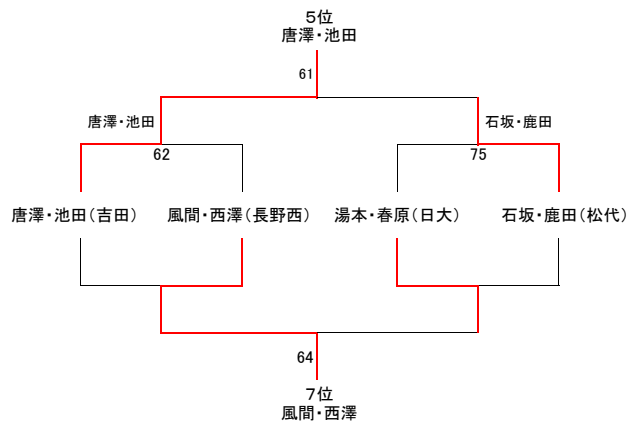 5位
唐澤・池田
61
唐澤・池田
石坂・鹿田
62
75
唐澤・池田(吉田)
風間・西澤(長野西)
湯本・春原(日大)
石坂・鹿田(松代)
64
7位
風間・西澤